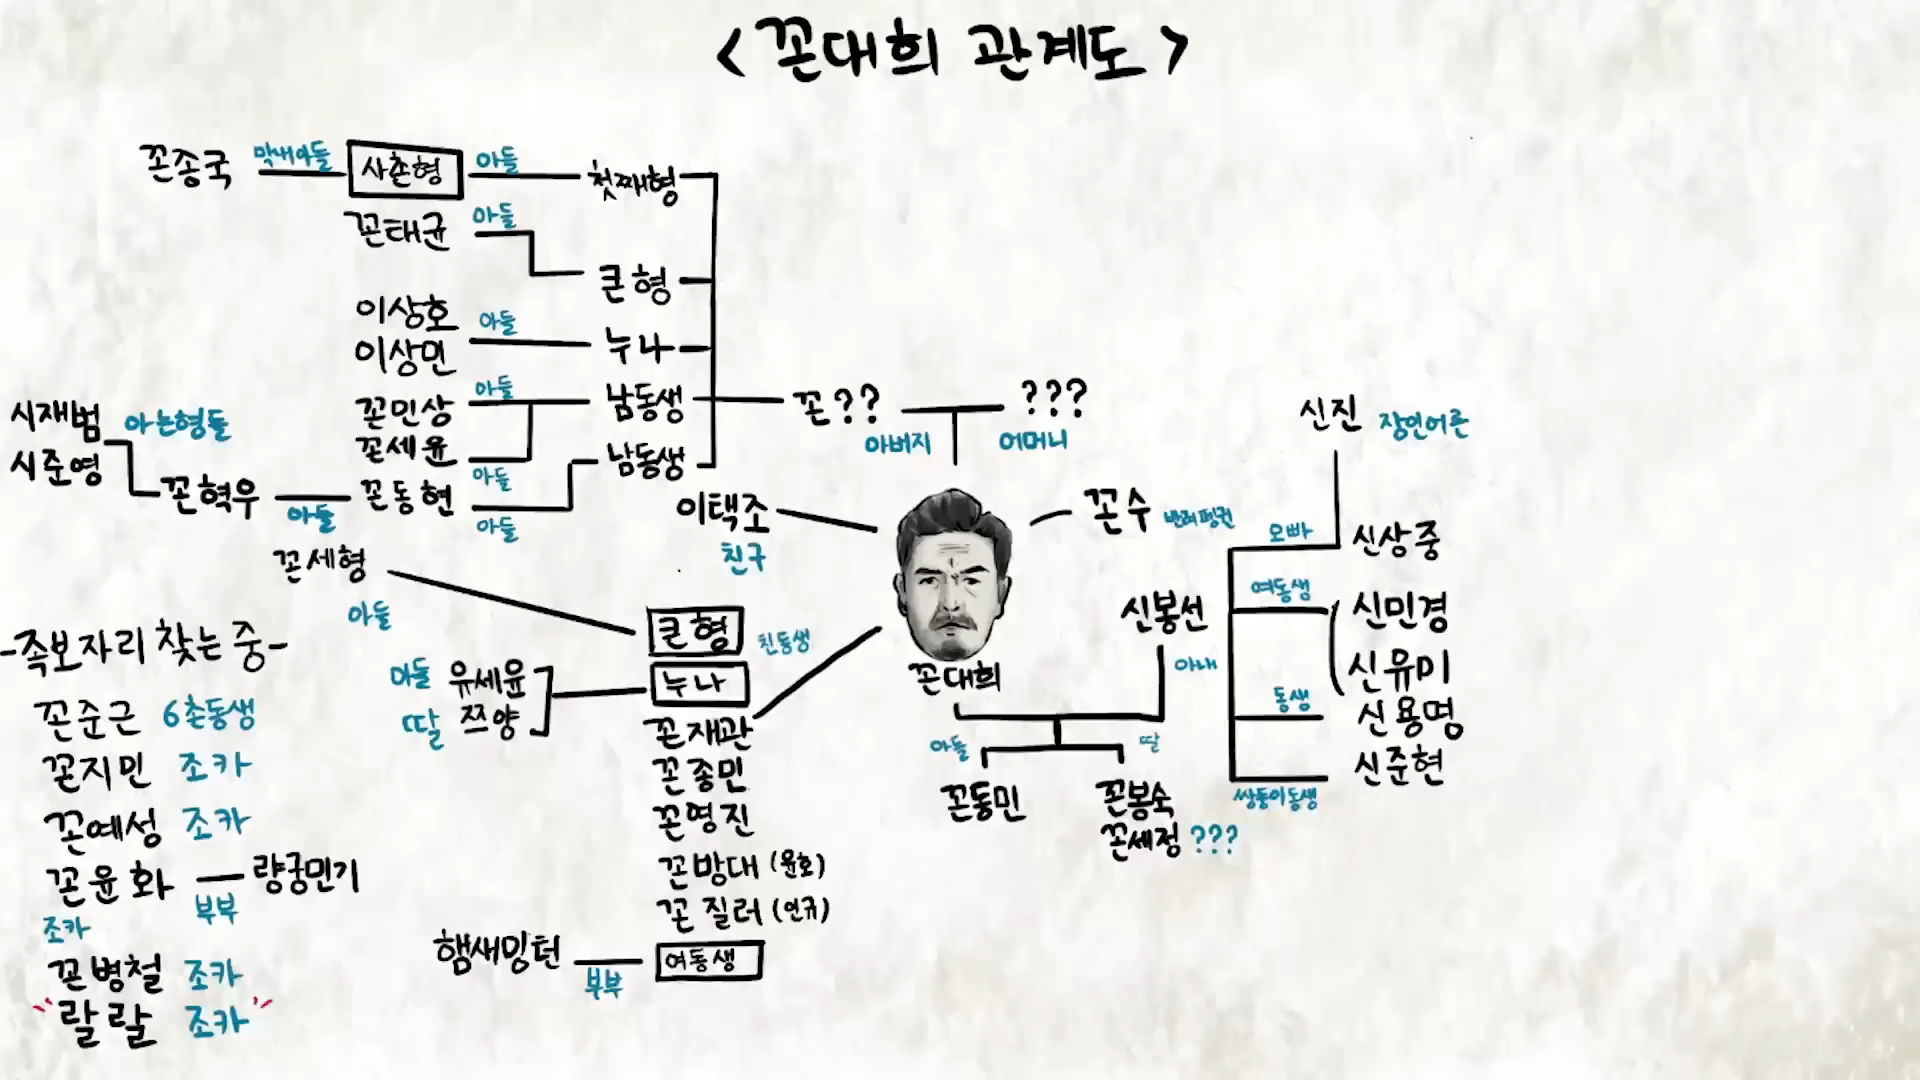 <꼰대희 관계도>
꼰종국 막내아들 사촌형 아들 첫째형
꼰태균 아들 큰형
이상호
이상민 아들 누나
꼰민상 아들 남동생
꼰세윤 아들
남동생
꼰동현 아들
시재범 아는형들
시준영
꼰혁우 아들
꼰?? 아버지
??? 어머니
이택조
친구
꼰수
신진 장인어른
오빠 신상중
여동생 신민경
신유미
동생 신용명
신준현
쌍둥이동생
신봉선
아내
꼰대희
아들 딸
꼰동민 꼰봉숙
꼰세정 ???
꼰세형
아들
큰형 친동생
누나
아들 유세윤
딸 쯔양
꼰재관
꼰종민
꼰영진
꼰방대 (윤호)
꼰질러 (인규)
햄새밍턴 부부 여동생
-족보자리 찾는 중-
꼰준근 6촌동생
꼰지민 조카
꼰예성 조카
꼰윤화 부부 량궁민기
조카
꼰병철 조카
"랄랄 조카"